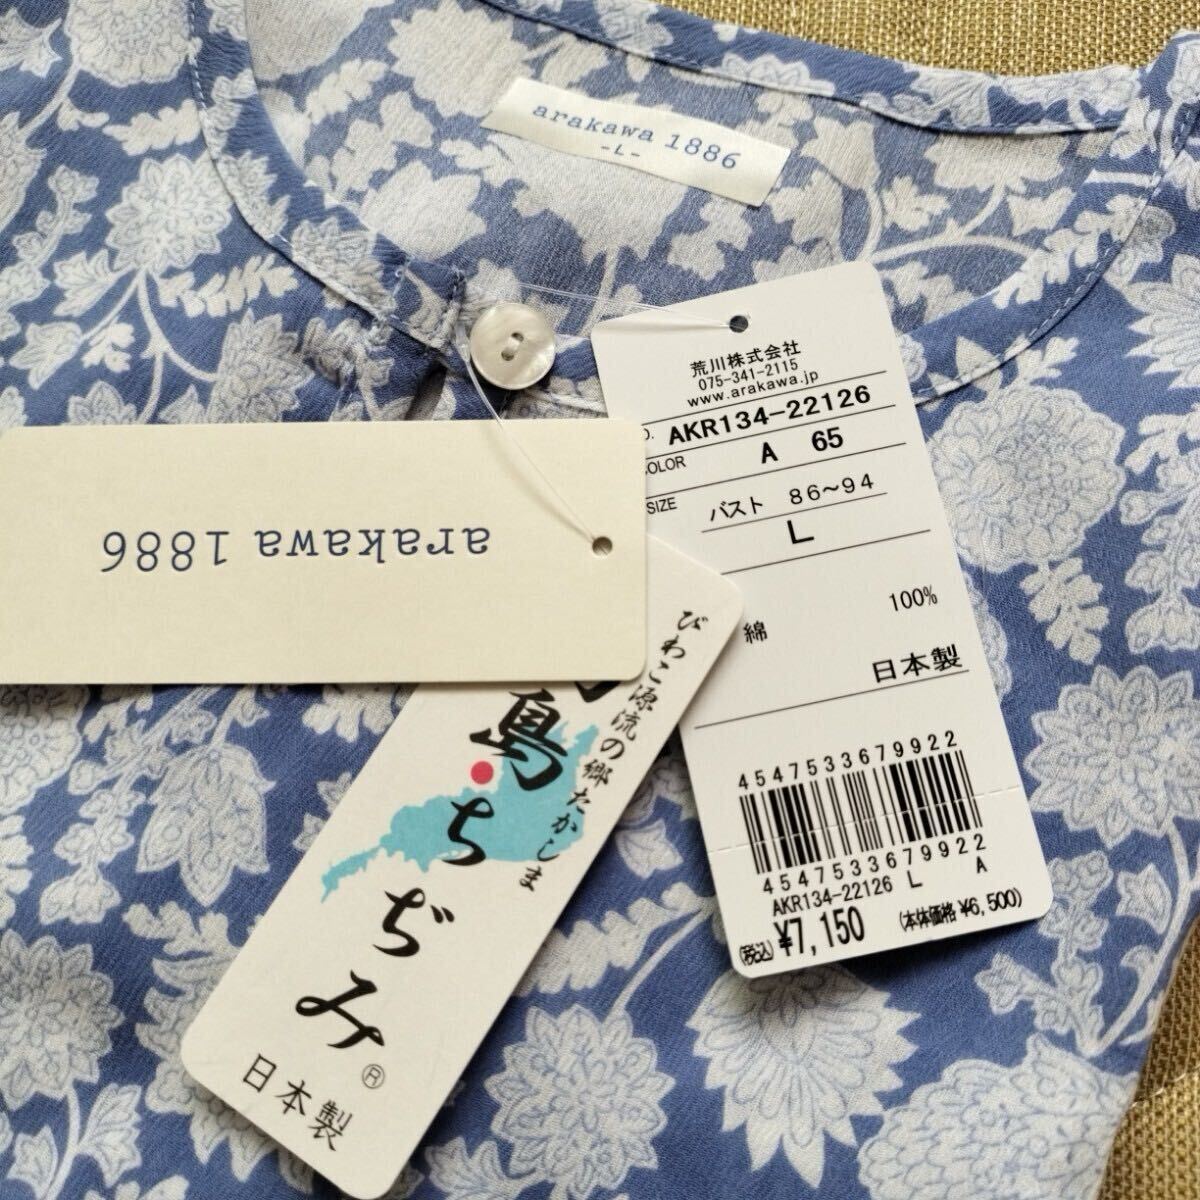 arakawa 1886
-L-
荒川株式会社
075-341-2115
www.arakawa.jp
AKR134-22126
COLOR A 65
SIZE バスト 86～94
L
綿 100%
日本製
4547533679922
4547533679922
AKR134-22126 L A
(税込) ¥7,150 (本体価格 ¥6,500)
arakawa 1886
びわこ源流の郷たかしま
島ちぢみ®
日本製